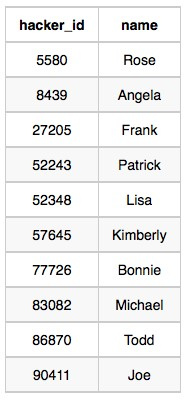 hacker_id name
5580 Rose
8439 Angela
27205 Frank
52243 Patrick
52348 Lisa
57645 Kimberly
77726 Bonnie
83082 Michael
86870 Todd
90411 Joe